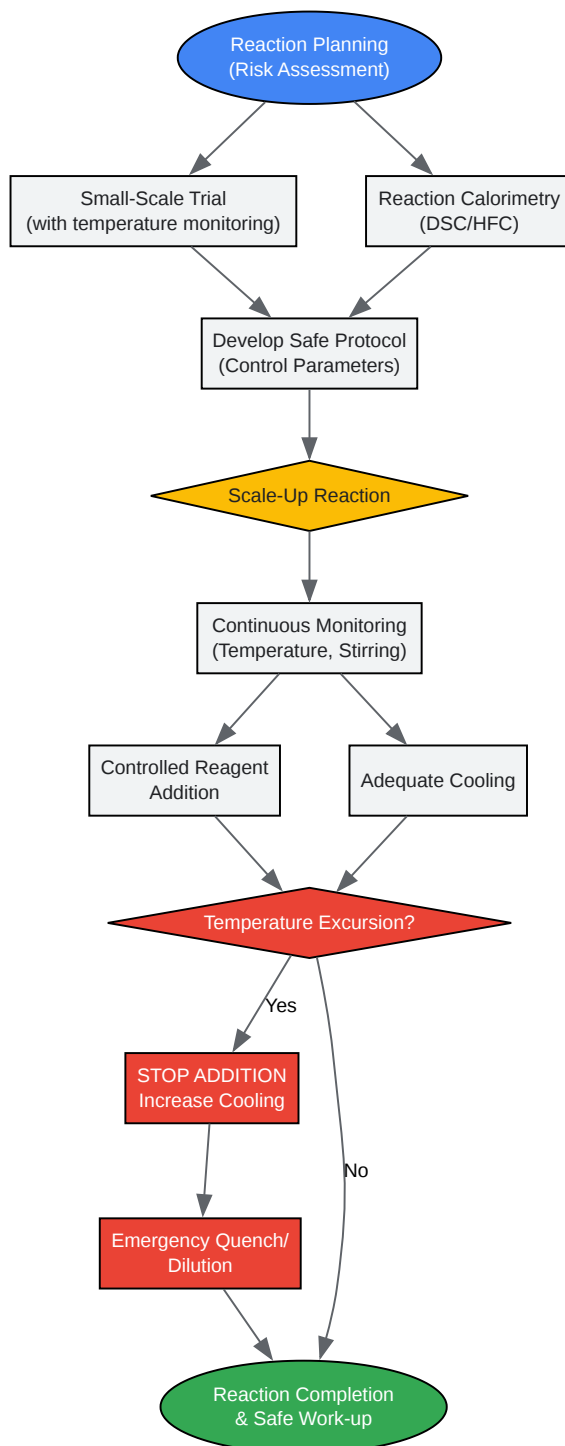 Reaction Planning
(Risk Assessment)
Small-Scale Trial
(with temperature monitoring)
Reaction Calorimetry
(DSC/HFC)
Develop Safe Protocol
(Control Parameters)
Scale-Up Reaction
Continuous Monitoring
(Temperature, Stirring)
Controlled Reagent
Addition
Adequate Cooling
Temperature Excursion?
Yes
STOP ADDITION
Increase Cooling
No
Emergency Quench/
Dilution
Reaction Completion
& Safe Work-up